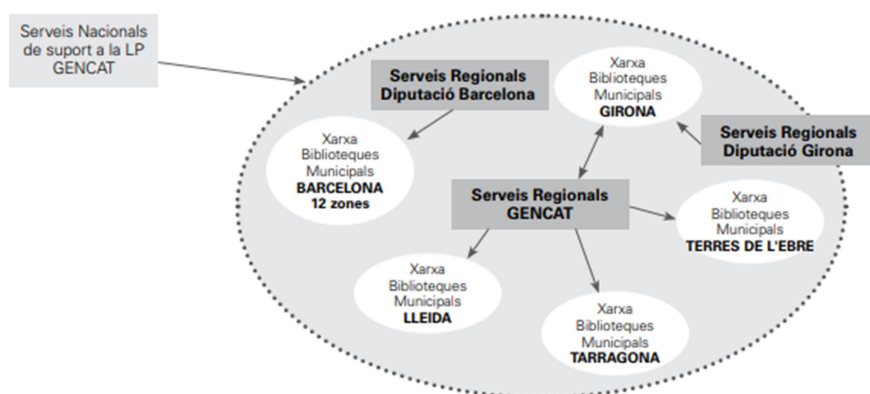 Serveis Nacionals
de suport a la LP
GENCAT
Serveis Regionals
Diputació Barcelona
Xarxa
Biblioteques
Municipals
GIRONA
Serveis Regionals
Diputació Girona
Xarxa
Biblioteques
Municipals
BARCELONA
12 zones
Serveis Regionals
GENCAT
Xarxa
Biblioteques
Municipals
TERRES DE L'EBRE
Xarxa
Biblioteques
Municipals
LLEIDA
Xarxa
Biblioteques
Municipals
TARRAGONA